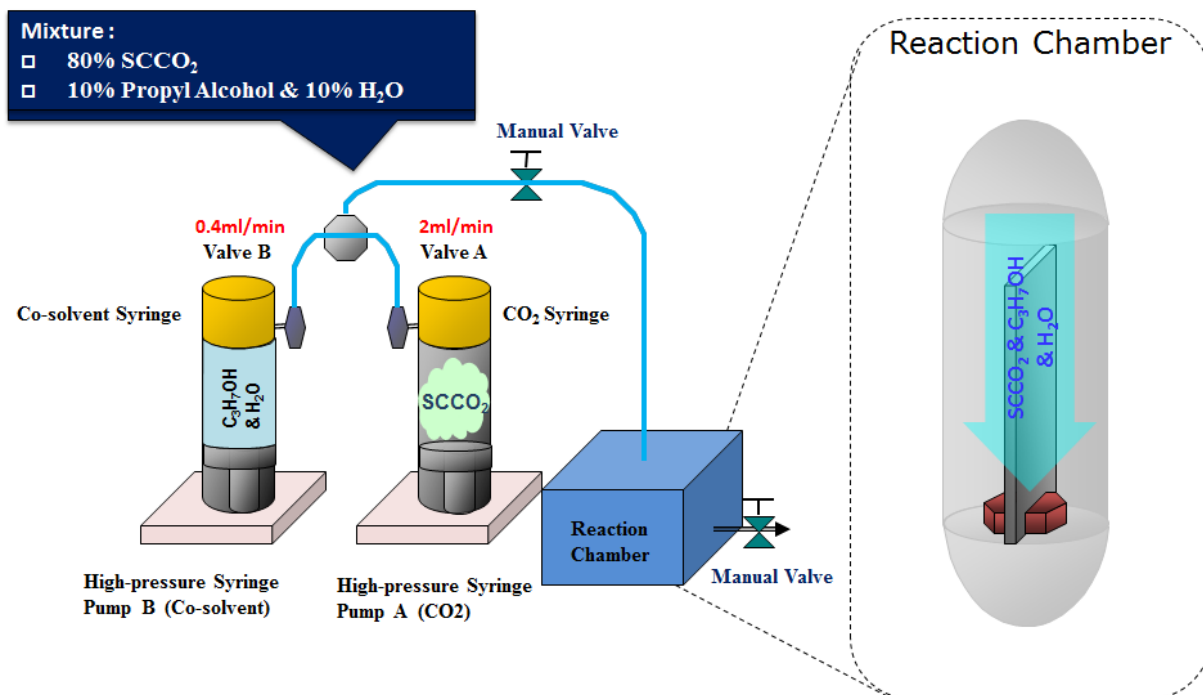 Mixture :
□ 80% SCCO₂
□ 10% Propyl Alcohol & 10% H₂O
Reaction Chamber
Manual Valve
0.4ml/min
Valve B
2ml/min
Valve A
Co-solvent Syringe
CO₂ Syringe
C₃H₇OH
& H₂O
SCCO₂
SCCO₂ & C₃H₇OH
& H₂O
Reaction
Chamber
Manual Valve
High-pressure Syringe
Pump B (Co-solvent)
High-pressure Syringe
Pump A (CO2)